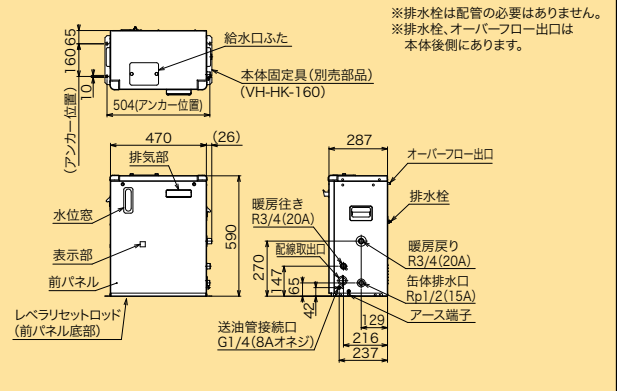 ※排水栓は配管の必要はありません。
※排水栓、オーバーフロー出口は
本体後側にあります。
65
160
10
(アンカー位置)
給水口ふた
本体固定具(別売部品)
(VH-HK-160)
504(アンカー位置)
470
(26)
排気部
水位窓
表示部
前パネル
レベラリセットロッド
(前パネル底部)
590
287
オーバーフロー出口
排水栓
暖房往き
R3/4(20A)
配線取出口
270
147
65
42
暖房戻り
R3/4(20A)
缶体排水口
Rp1/2(15A)
アース端子
送油管接続口
G1/4(8Aオネジ)
129
216
237